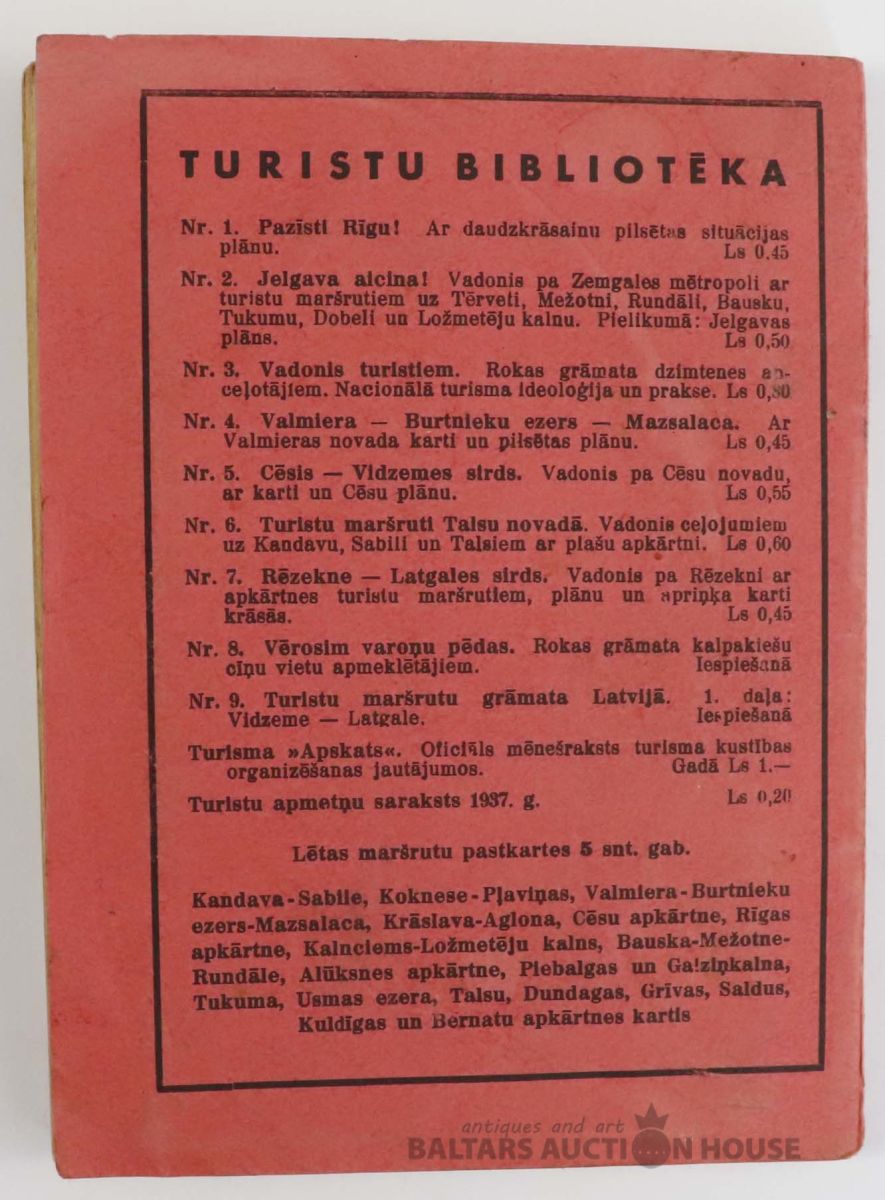 TURISTU BIBLIOTĒKA
Nr. 1. Pazīsti Rīgu! Ar daudzkrāsainu pilsētas situācijas
plānu. Ls 0.45
Nr. 2. Jelgava aicina! Vadonis pa Zemgales mētropoli ar
turistu maršrutiem uz Tērveti, Mežotni, Rundāli, Bausku,
Tukumu, Dobeli un Ložmetēju kalnu. Pielikumā: Jelgavas
plāns. Ls 0,50
Nr. 3. Vadonis turistiem. Rokas grāmata dzimtenes ap-
ceļotājiem. Nacionālā turisma ideoloģija un prakse. Ls 0,80
Nr. 4. Valmiera — Burtnieku ezers — Mazsalaca. Ar
Valmieras novada karti un pilsētas plānu. Ls 0,45
Nr. 5. Cēsis — Vidzemes sirds. Vadonis pa Cēsu novadu,
ar karti un Cēsu plānu. Ls 0,55
Nr. 6. Turistu maršruti Talsu novadā. Vadonis ceļojumiem
uz Kandavu, Sabili un Talsiem ar plašu apkārtni. Ls 0,60
Nr. 7. Rēzekne — Latgales sirds. Vadonis pa Rēzekni ar
apkārtnes turistu maršrutiem, plānu un apriņķa karti
krāsās. Ls 0,45
Nr. 8. Vērosim varoņu pēdas. Rokas grāmata kalpakiešu
cīņu vietu apmeklētājiem. Iespiešanā
Nr. 9. Turistu maršrutu grāmata Latvijā. 1. daļa:
Vidzeme — Latgale. Iespiešanā
Turisma »Apskats«. Oficiāls mēnešraksts turisma kustības
organizēšanas jautājumos. Gadā Ls 1.—
Turistu apmetņu saraksts 1937. g. Ls 0,20
Lētas maršrutu pastkartes 5 snt. gab.
Kandava-Sabile, Koknese-Pļaviņas, Valmiera-Burtnieku
ezers-Mazsalaca, Krāslava-Aglona, Cēsu apkārtne, Rīgas
apkārtne, Kalnciems-Ložmetēju kalns, Bauska-Mežotne-
Rundāle, Alūksnes apkārtne, Piebalgas un Gaiziņkalna,
Tukuma, Usmas ezera, Talsu, Dundagas, Grīvas, Saldus,
Kuldīgas un Bernatu apkārtnes kartis
antiques and art
BALTARS AUCTION HOUSE